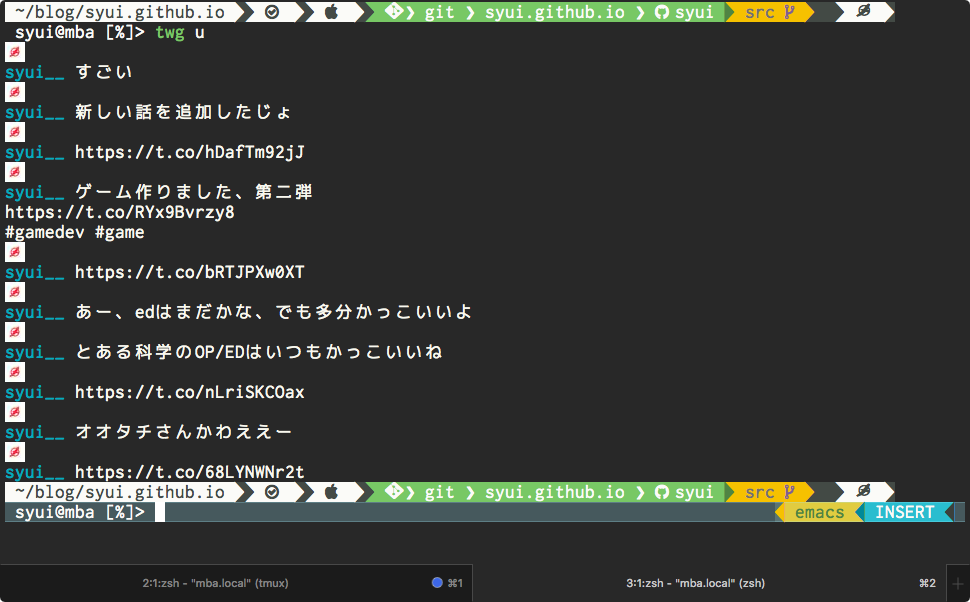 ~/blog/syui.github.io git ❯ syui.github.io ❯ syui src
syui@mba [%]> twg u
syui__ すごい
syui__ 新しい話を追加したじょ
syui__ https://t.co/hDafTm92jJ
syui__ ゲーム作りました、第二弾
https://t.co/RYx9Bvrzy8
#gamedev #game
syui__ https://t.co/bRTJPXw0XT
syui__ あー、edはまだかな、でも多分かっこいいよ
syui__ とある科学のOP/EDはいつもかっこいいね
syui__ https://t.co/nLriSKCOax
syui__ オオタチさんかわええー
syui__ https://t.co/68LYNWNr2t
~/blog/syui.github.io git ❯ syui.github.io ❯ syui src
syui@mba [%]> emacs INSERT
2:1:zsh - "mba.local" (tmux) ⌘1 3:1:zsh - "mba.local" (zsh) ⌘2